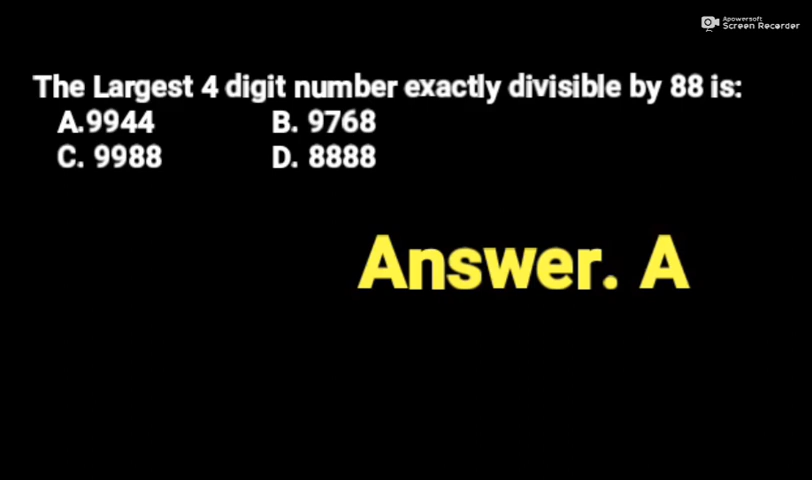 Apowersoft
Screen Recorder
The Largest 4 digit number exactly divisible by 88 is:
A.9944 B. 9768
C. 9988 D. 8888
Answer. A